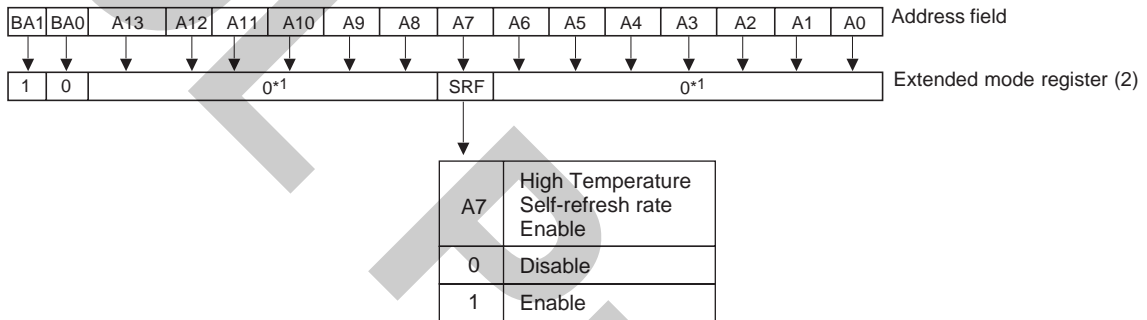 BA1 BA0 A13 A12 A11 A10 A9 A8 A7 A6 A5 A4 A3 A2 A1 A0 Address field
1 0 0*1 SRF 0*1 Extended mode register (2)
A7 High Temperature
Self-refresh rate
Enable
0 Disable
1 Enable